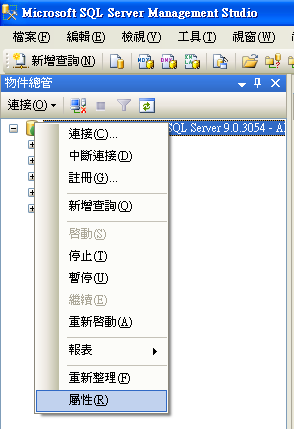 Microsoft SQL Server Management Studio
檔案(F) 編輯(E) 檢視(V) 工具(T) 視窗(W)
新增查詢(N)
物件總管
連接(O)
SQL Server 9.0.3054 - A
連接(C)...
中斷連接(D)
註冊(G)...
新增查詢(Q)
啟動(S)
停止(T)
暫停(U)
繼續(E)
重新啟動(A)
報表
重新整理(F)
屬性(R)